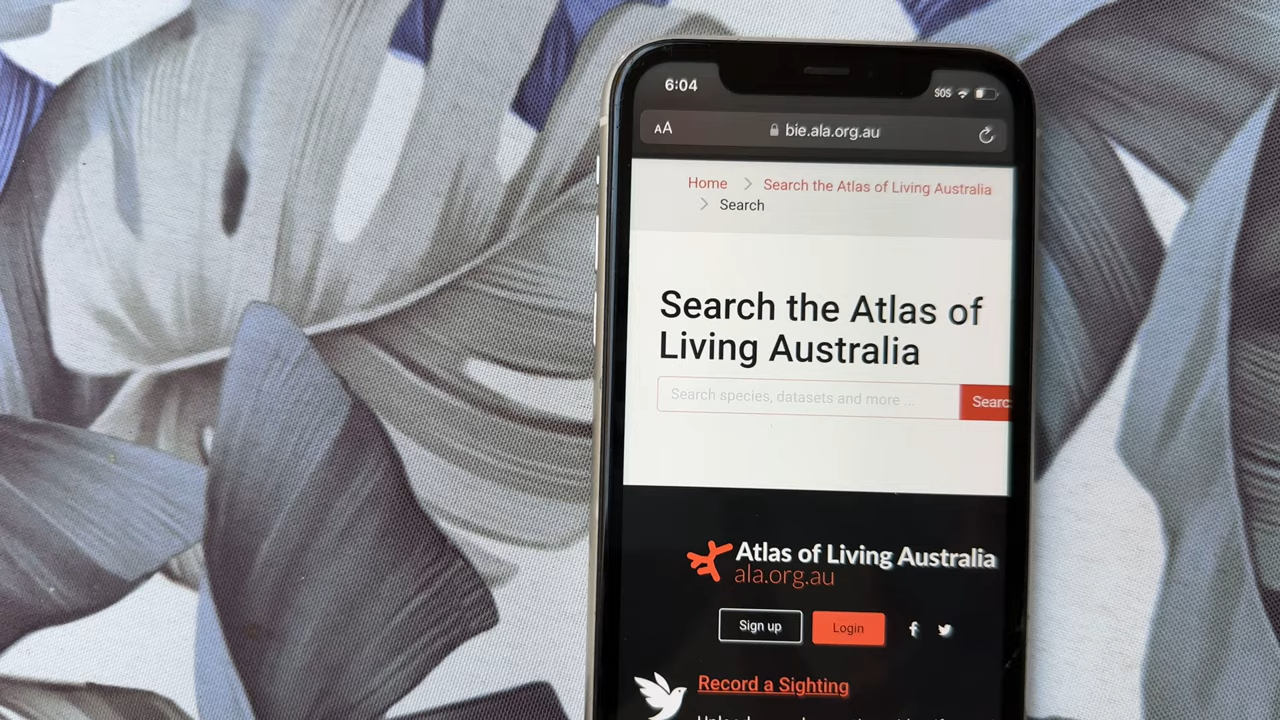 6:04
SOS
AA bie.ala.org.au
Home > Search the Atlas of Living Australia
> Search
Search the Atlas of
Living Australia
Search species, datasets and more ...
Searc
Atlas of Living Australia
ala.org.au
Sign up Login
Record a Sighting